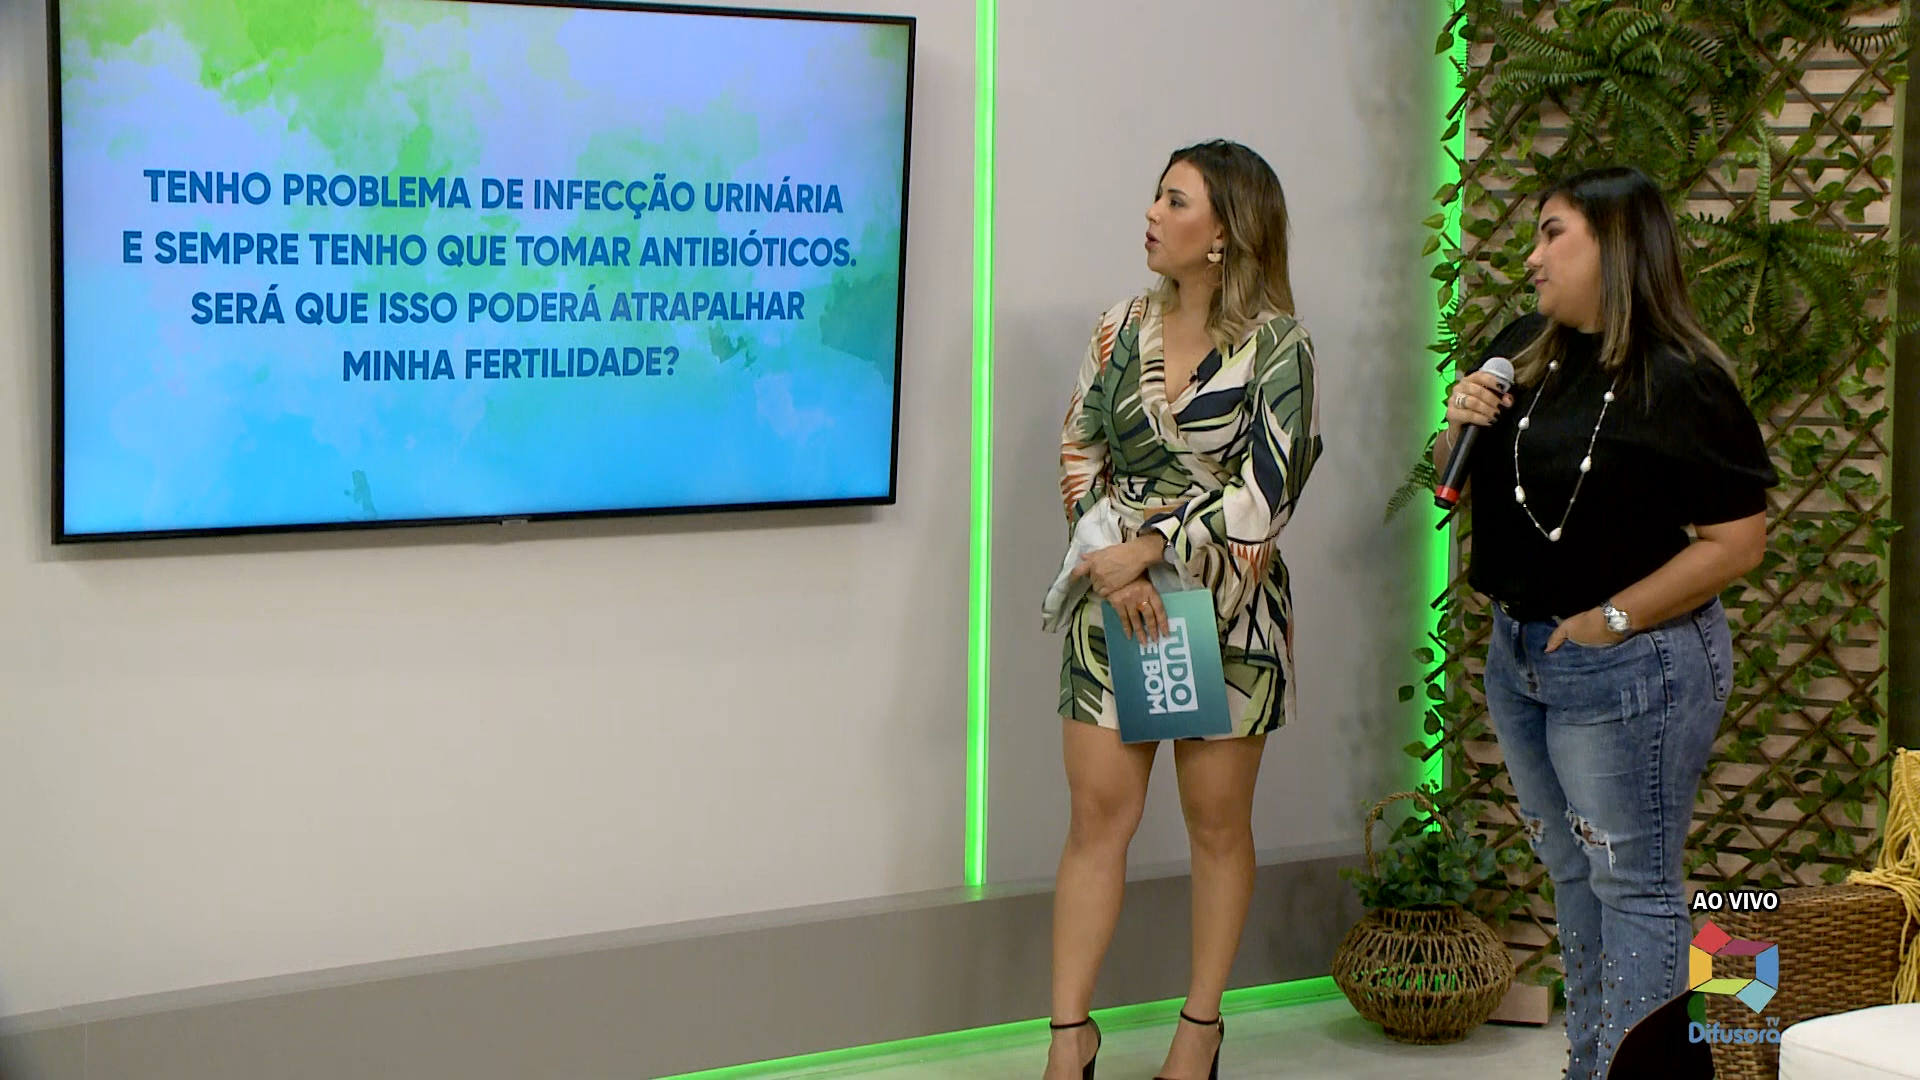 TENHO PROBLEMA DE INFECÇÃO URINÁRIA
E SEMPRE TENHO QUE TOMAR ANTIBIÓTICOS.
SERÁ QUE ISSO PODERÁ ATRAPALHAR
MINHA FERTILIDADE?
TUDO
E BOM
AO VIVO
TV
Difusora